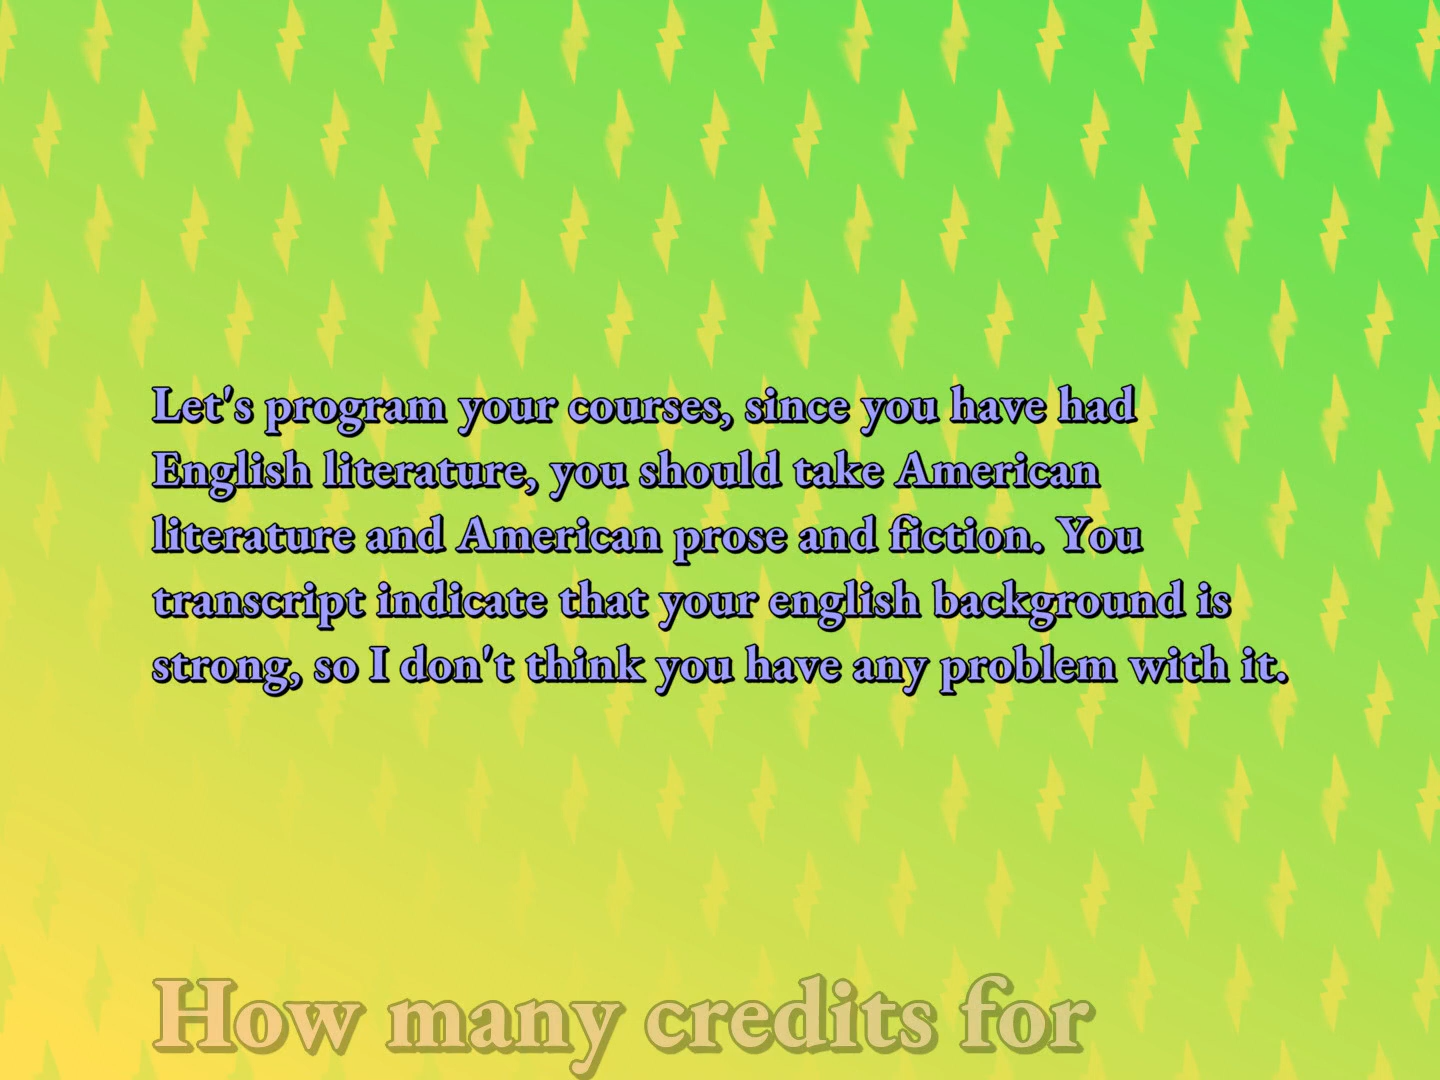 Let's program your courses, since you have had
English literature, you should take American
literature and American prose and fiction. You
transcript indicate that your english background is
strong, so I don't think you have any problem with it.
How many credits for